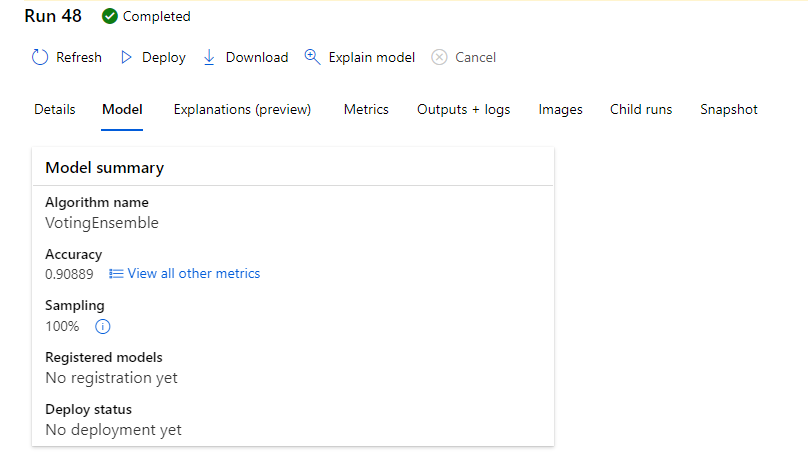 Run 48 Completed
Refresh Deploy Download Explain model Cancel
Details Model Explanations (preview) Metrics Outputs + logs Images Child runs Snapshot
Model summary
Algorithm name
VotingEnsemble
Accuracy
0.90889 View all other metrics
Sampling
100%
Registered models
No registration yet
Deploy status
No deployment yet